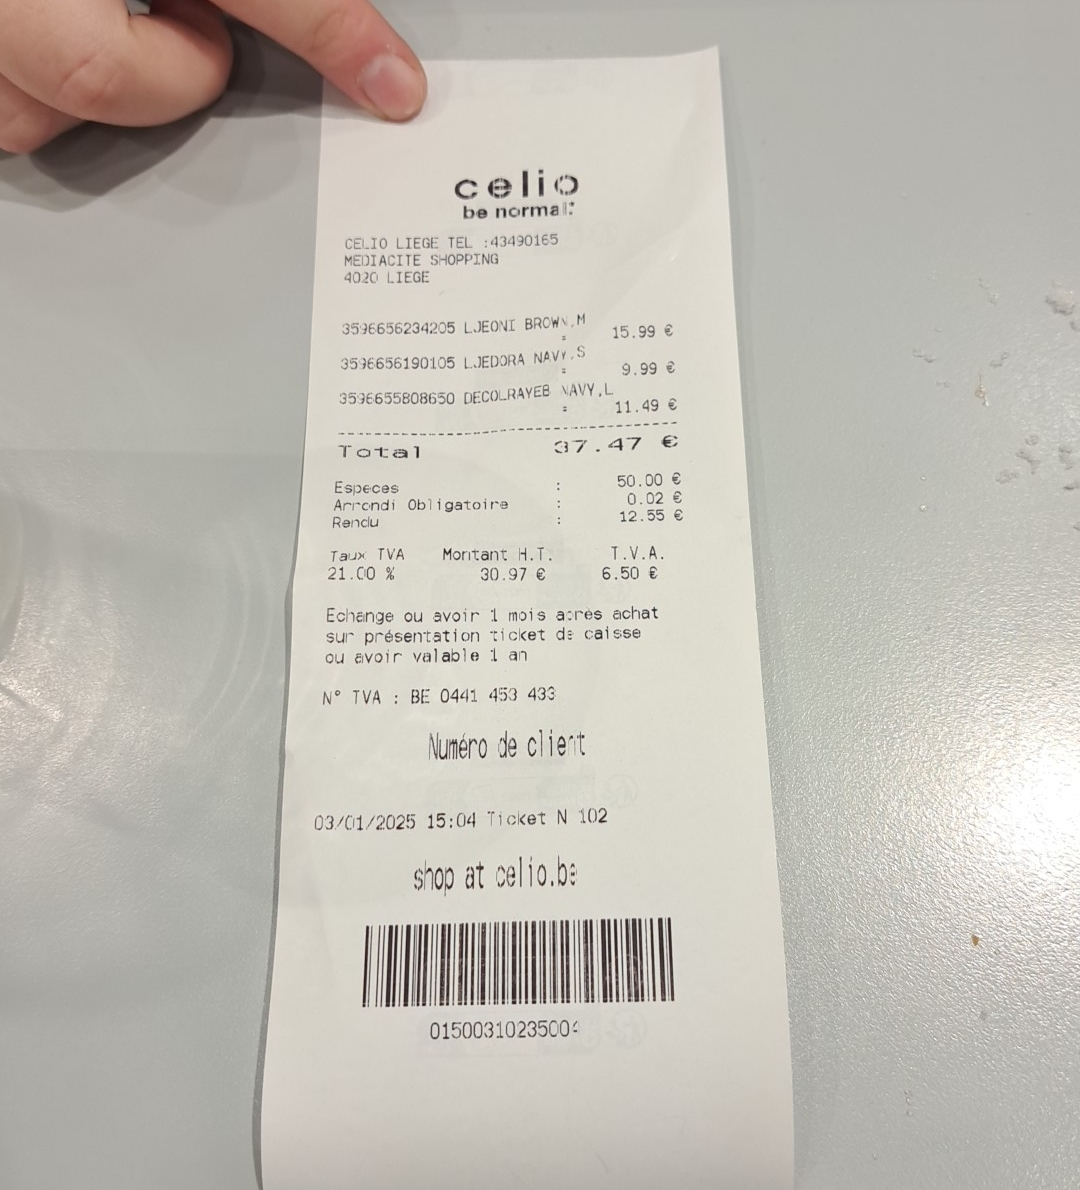 celio
be normal
CELIO LIEGE TEL :43490165
MEDIACITE SHOPPING
4020 LIEGE
3596656234205 LJEONI BROWN,M
= 15.99 €
3596656190105 LJEDORA NAVY,S
= 9.99 €
3596655808650 DECOLRAYEB NAVY,L
= 11.49 €
Total 37.47 €
Especes : 50.00 €
Arrondi Obligatoire : 0.02 €
Rendu : 12.55 €
Taux TVA Montant H.T. T.V.A.
21.00 % 30.97 € 6.50 €
Echange ou avoir 1 mois apres achat
sur présentation ticket de caisse
ou avoir valable 1 an
N° TVA : BE 0441 453 433
Numéro de client
03/01/2025 15:04 Ticket N 102
shop at celio.be